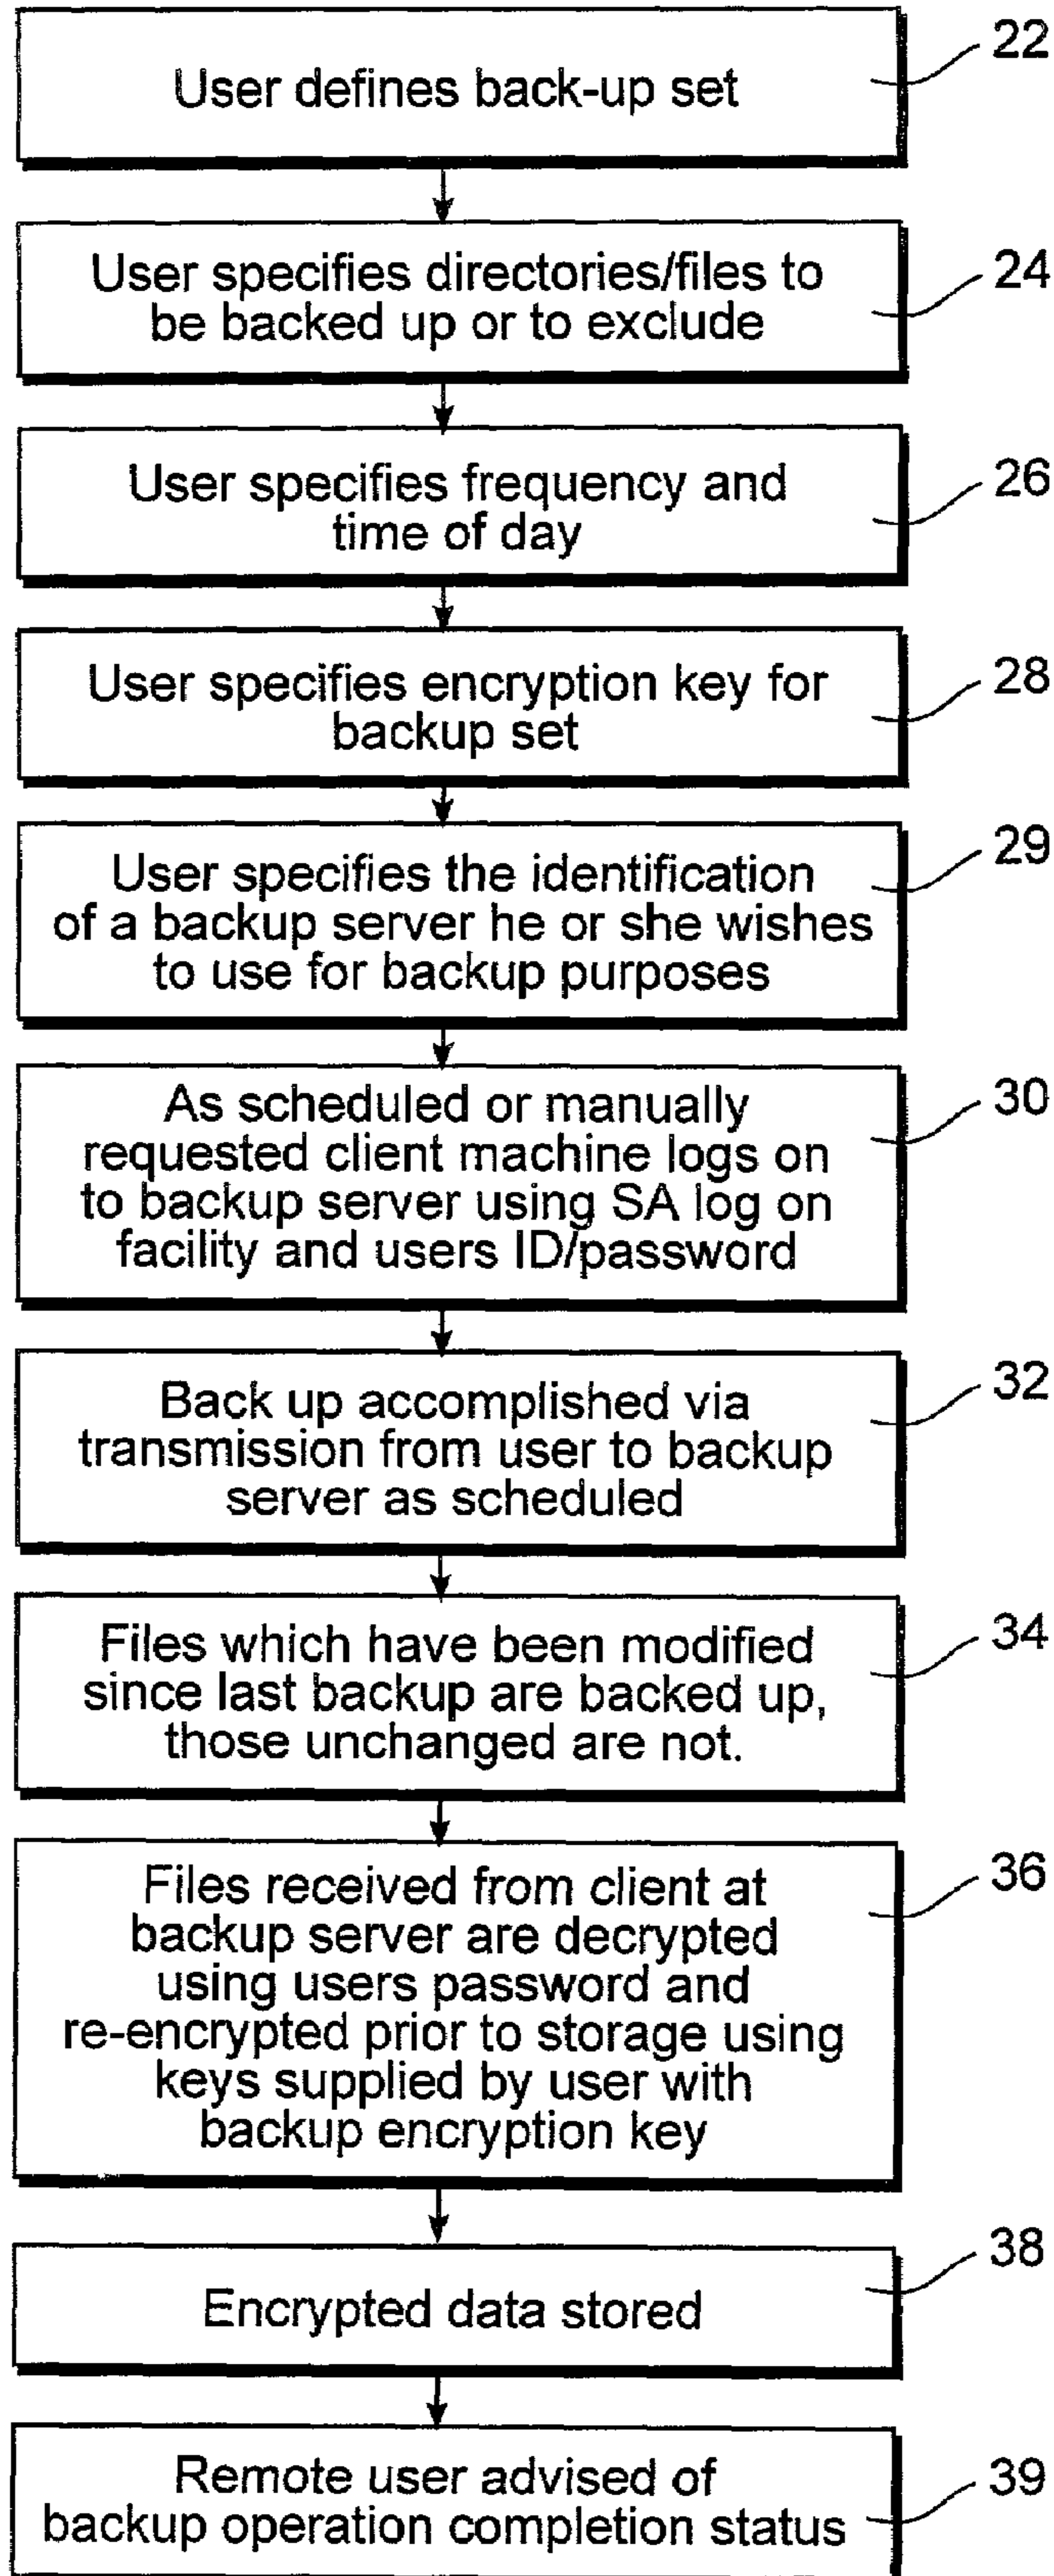 User defines back-up set
22
User specifies directories/files to
be backed up or to exclude
24
User specifies frequency and
time of day
26
User specifies encryption key for
backup set
28
User specifies the identification
of a backup server he or she wishes
to use for backup purposes
29
As scheduled or manually
requested client machine logs on
to backup server using SA log on
facility and users ID/password
30
Back up accomplished via
transmission from user to backup
server as scheduled
32
Files which have been modified
since last backup are backed up,
those unchanged are not.
34
Files received from client at
backup server are decrypted
using users password and
re-encrypted prior to storage using
keys supplied by user with
backup encryption key
36
Encrypted data stored
38
Remote user advised of
backup operation completion status
39